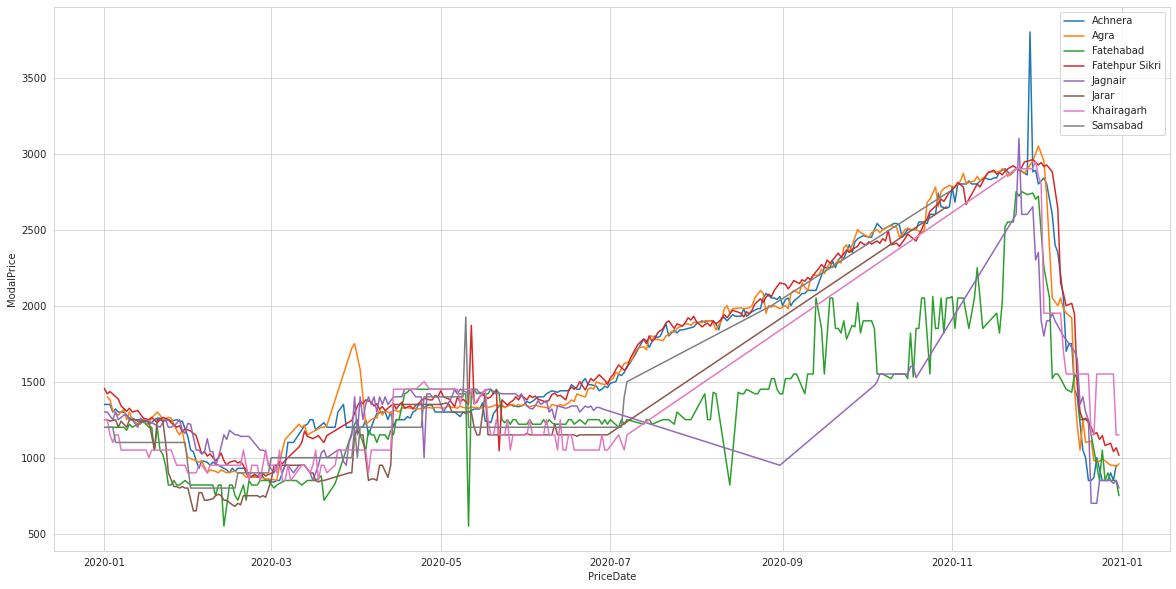 Achnera
Agra
Fatehabad
Fatehpur Sikri
Jagnair
Jarar
Khairagarh
Samsabad
3500
3000
2500
2000
1500
1000
500
ModalPrice
2020-01 2020-03 2020-05 2020-07 2020-09 2020-11 2021-01
PriceDate